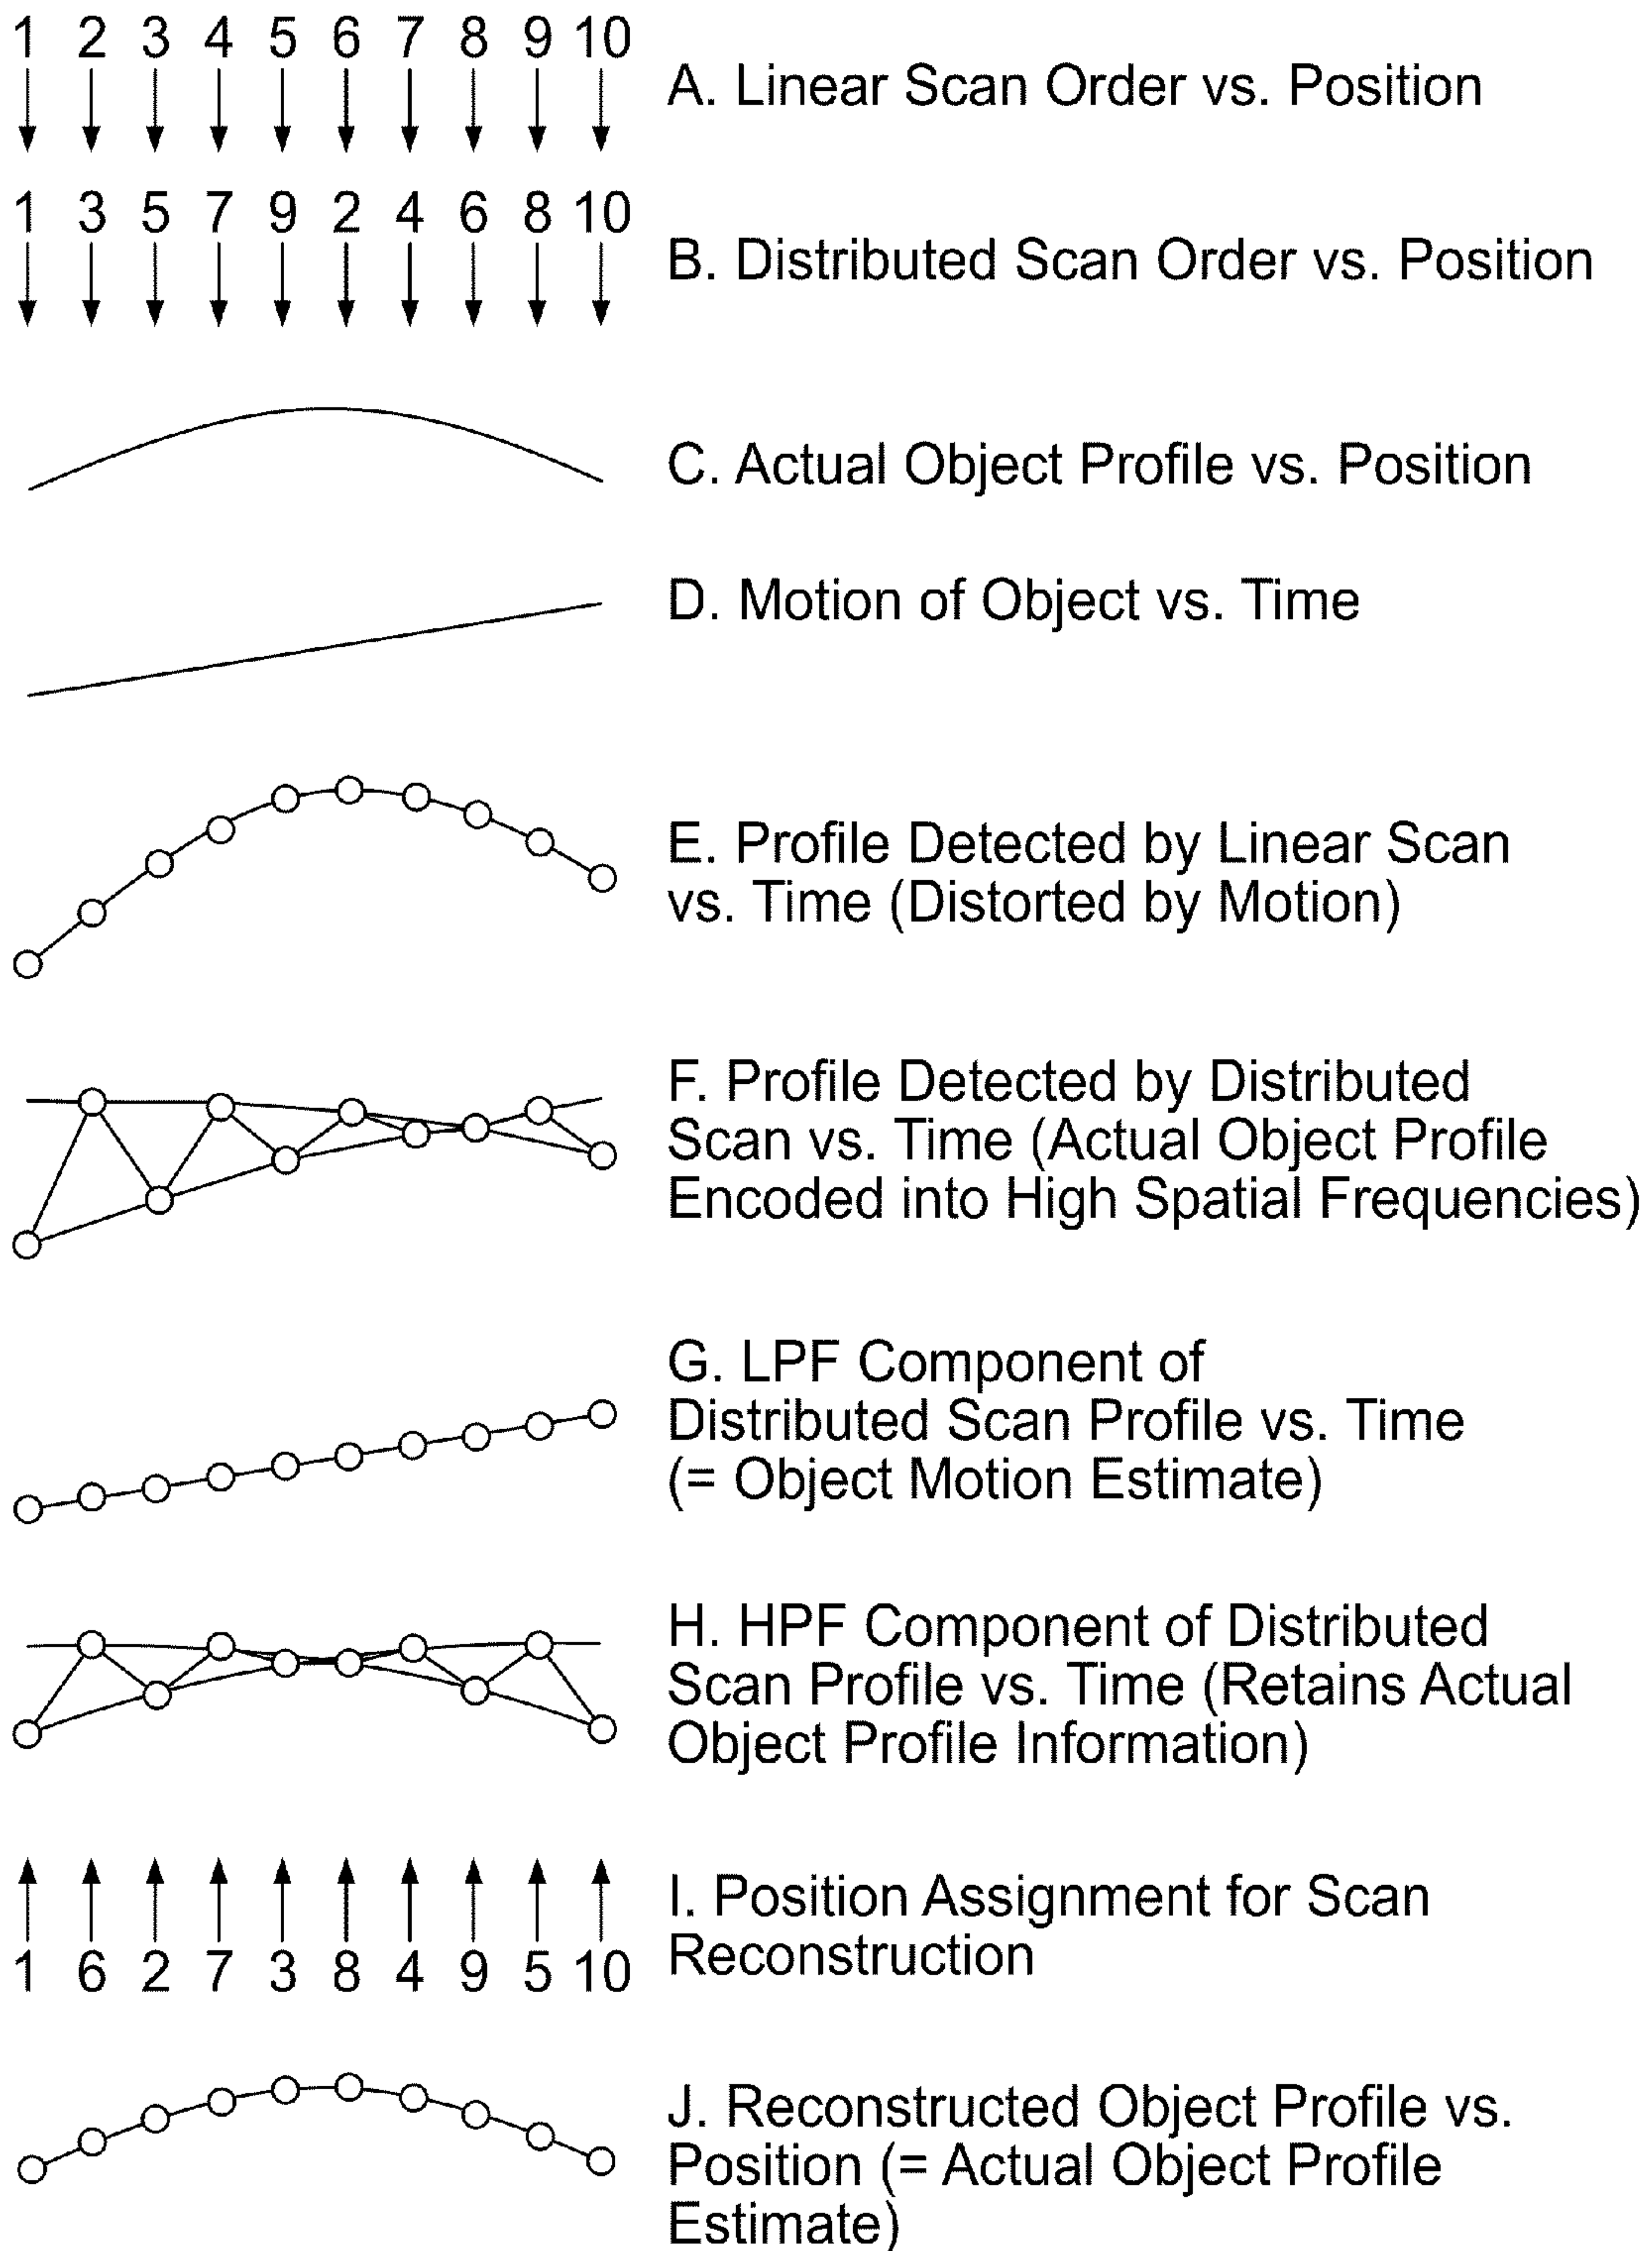 1 2 3 4 5 6 7 8 9 10
A. Linear Scan Order vs. Position
1 3 5 7 9 2 4 6 8 10
B. Distributed Scan Order vs. Position
C. Actual Object Profile vs. Position
D. Motion of Object vs. Time
E. Profile Detected by Linear Scan
vs. Time (Distorted by Motion)
F. Profile Detected by Distributed
Scan vs. Time (Actual Object Profile
Encoded into High Spatial Frequencies)
G. LPF Component of
Distributed Scan Profile vs. Time
(= Object Motion Estimate)
H. HPF Component of Distributed
Scan Profile vs. Time (Retains Actual
Object Profile Information)
I. Position Assignment for Scan
Reconstruction
1 6 2 7 3 8 4 9 5 10
J. Reconstructed Object Profile vs.
Position (= Actual Object Profile
Estimate)